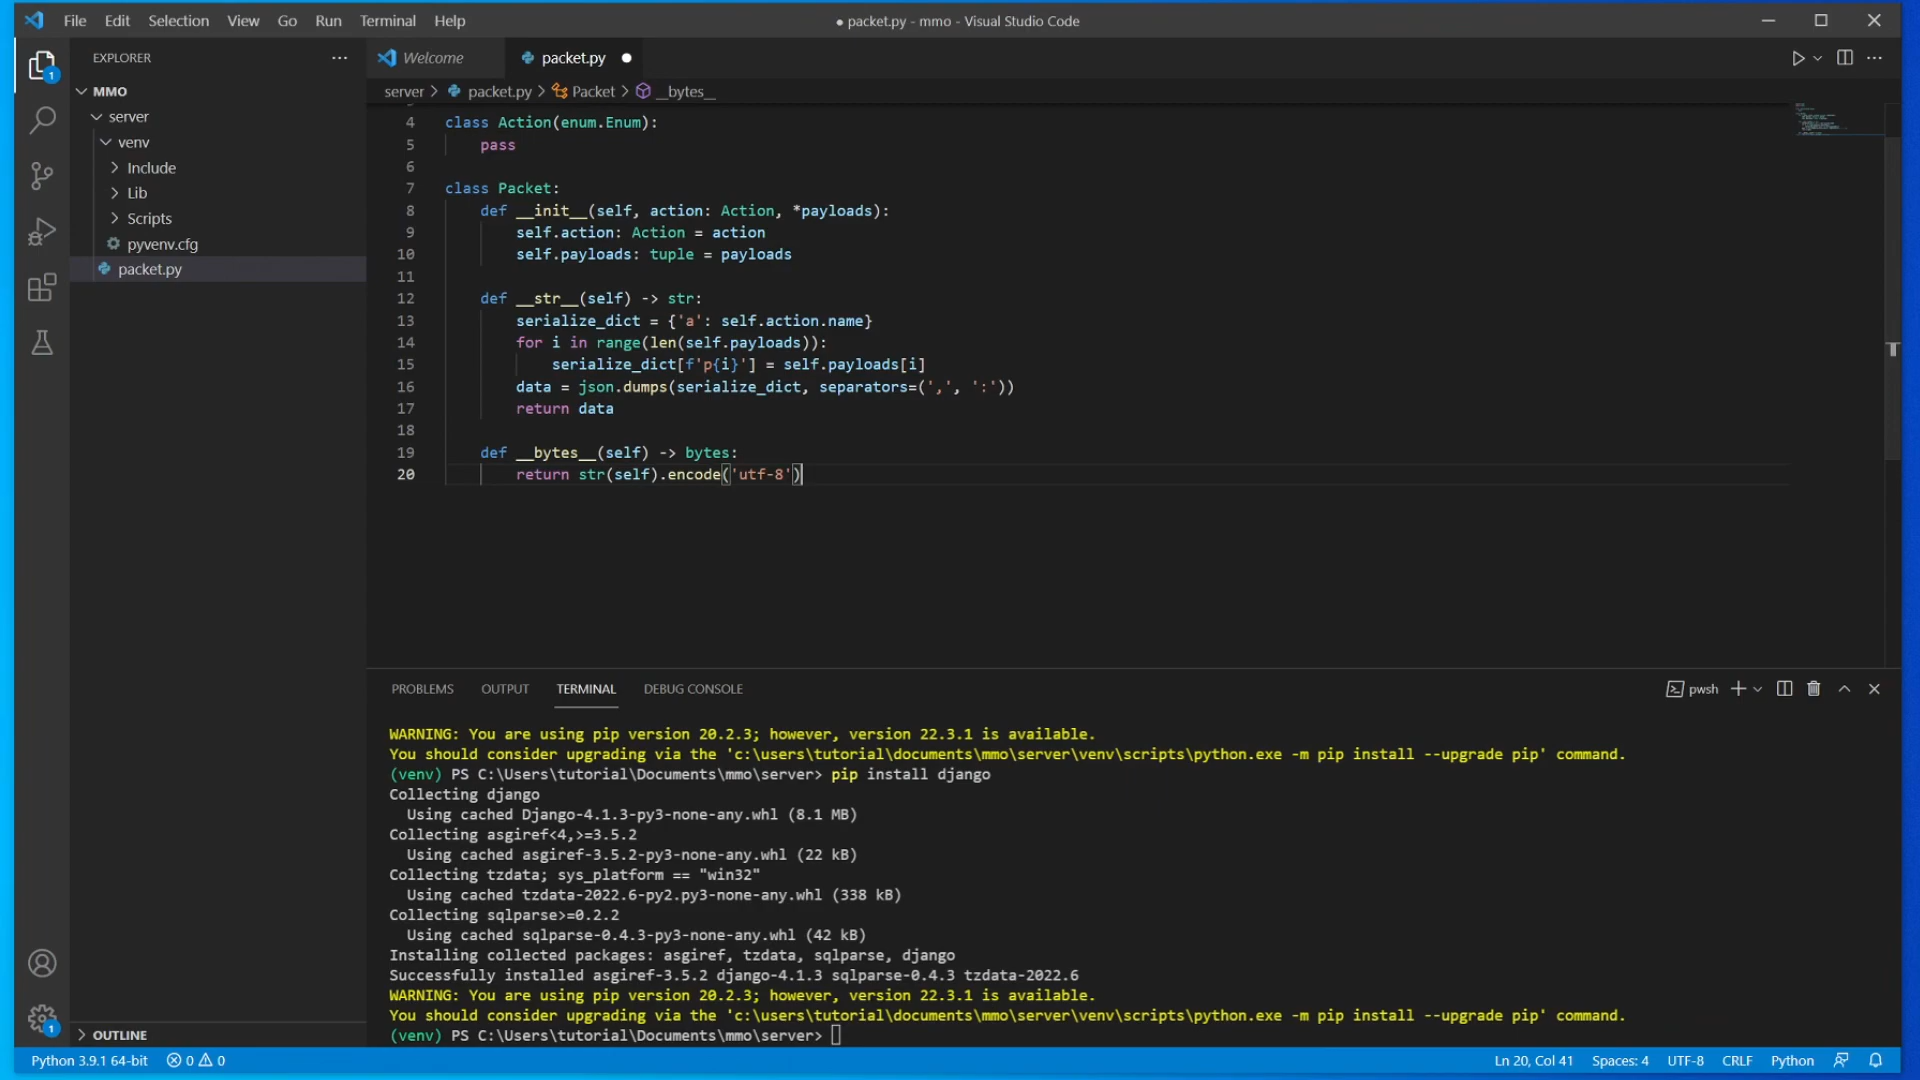 File Edit Selection View Go Run Terminal Help
● packet.py - mmo - Visual Studio Code
EXPLORER
Welcome
packet.py
MMO
server
venv
Include
Lib
Scripts
pyvenv.cfg
packet.py
OUTLINE
server > packet.py > Packet > __bytes__
4 class Action(enum.Enum):
5 pass
6
7 class Packet:
8 def __init__(self, action: Action, *payloads):
9 self.action: Action = action
10 self.payloads: tuple = payloads
11
12 def __str__(self) -> str:
13 serialize_dict = {'a': self.action.name}
14 for i in range(len(self.payloads)):
15 serialize_dict[f'p{i}'] = self.payloads[i]
16 data = json.dumps(serialize_dict, separators=(',', ':'))
17 return data
18
19 def __bytes__(self) -> bytes:
20 return str(self).encode('utf-8')
PROBLEMS OUTPUT TERMINAL DEBUG CONSOLE
pwsh
WARNING: You are using pip version 20.2.3; however, version 22.3.1 is available.
You should consider upgrading via the 'c:\users\tutorial\documents\mmo\server\venv\scripts\python.exe -m pip install --upgrade pip' command.
(venv) PS C:\Users\tutorial\Documents\mmo\server> pip install django
Collecting django
Using cached Django-4.1.3-py3-none-any.whl (8.1 MB)
Collecting asgiref<4,>=3.5.2
Using cached asgiref-3.5.2-py3-none-any.whl (22 kB)
Collecting tzdata; sys_platform == "win32"
Using cached tzdata-2022.6-py2.py3-none-any.whl (338 kB)
Collecting sqlparse>=0.2.2
Using cached sqlparse-0.4.3-py3-none-any.whl (42 kB)
Installing collected packages: asgiref, tzdata, sqlparse, django
Successfully installed asgiref-3.5.2 django-4.1.3 sqlparse-0.4.3 tzdata-2022.6
WARNING: You are using pip version 20.2.3; however, version 22.3.1 is available.
You should consider upgrading via the 'c:\users\tutorial\documents\mmo\server\venv\scripts\python.exe -m pip install --upgrade pip' command.
(venv) PS C:\Users\tutorial\Documents\mmo\server>
1
1
Python 3.9.1 64-bit 0 0
Ln 20, Col 41 Spaces: 4 UTF-8 CRLF Python